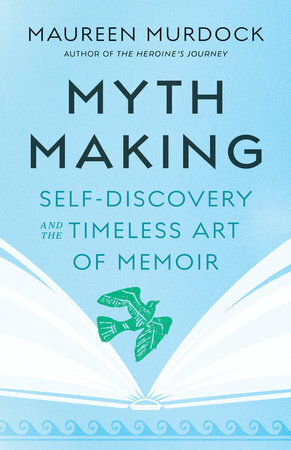 MAUREEN MURDOCK
AUTHOR OF THE HEROINE'S JOURNEY
MYTH
MAKING
SELF-DISCOVERY
AND THE TIMELESS ART
OF MEMOIR